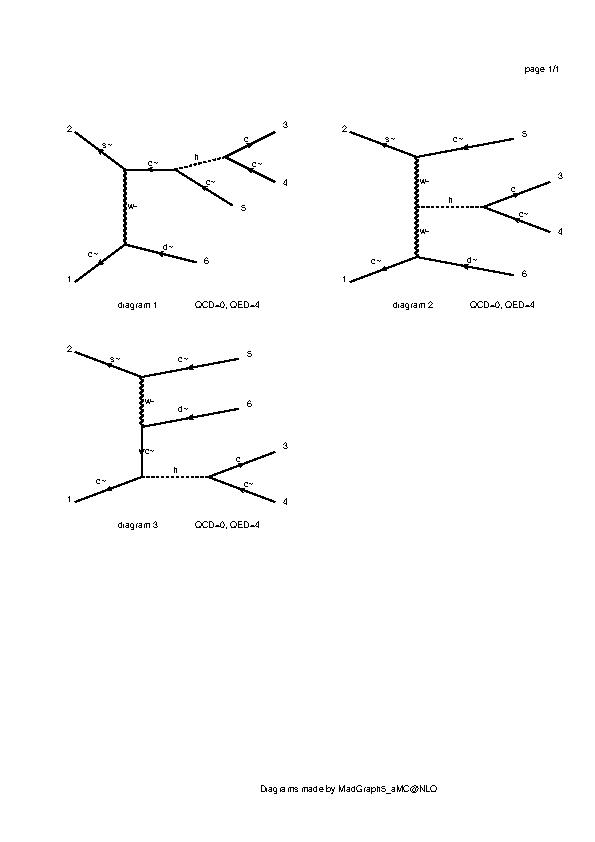 page 1/1
2
s~
c~
h
c
3
c~
4
c~
5
w-
c~
1
d~
6
diagram 1 QCD=0, QED=4
2
s~
c~
5
w-
h
c
3
c~
4
w-
c~
1
d~
6
diagram 2 QCD=0, QED=4
2
s~
c~
5
w-
d~
6
c~
h
c
3
c~
4
c~
1
diagram 3 QCD=0, QED=4
Diagrams made by MadGraph5_aMC@NLO